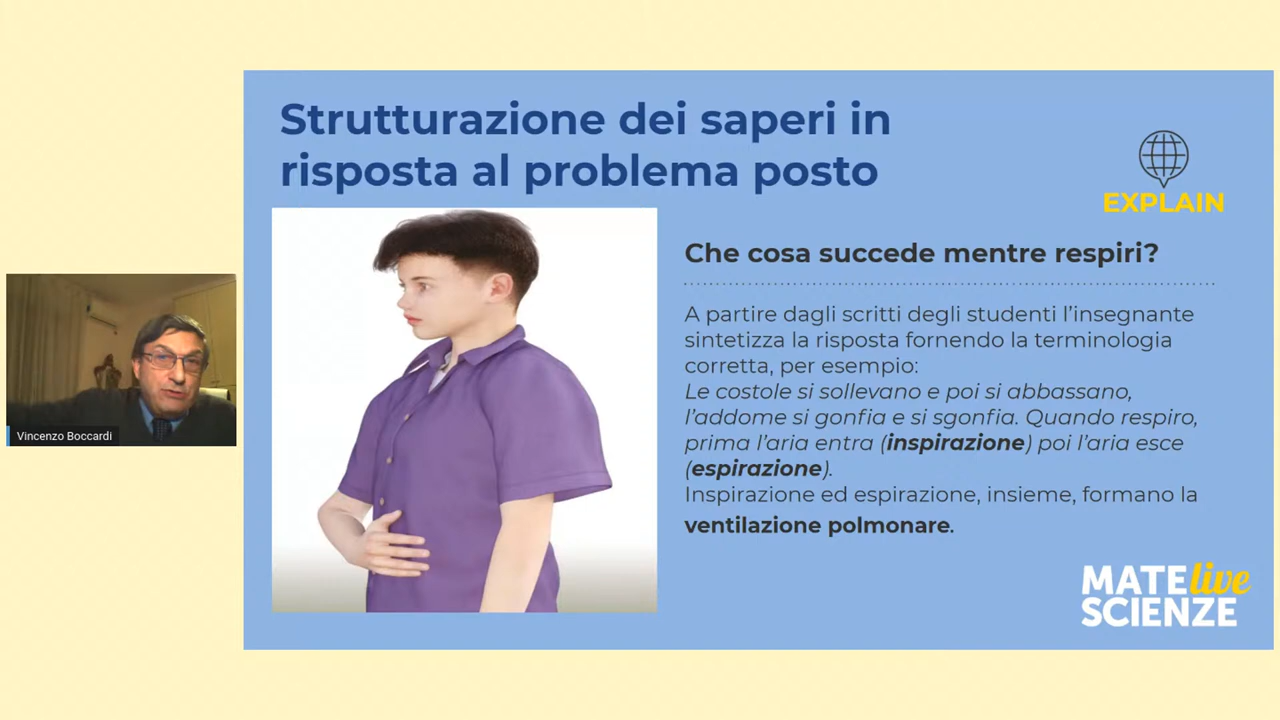 Strutturazione dei saperi in
risposta al problema posto
EXPLAIN
Che cosa succede mentre respiri?
A partire dagli scritti degli studenti l’insegnante
sintetizza la risposta fornendo la terminologia
corretta, per esempio:
Le costole si sollevano e poi si abbassano,
l’addome si gonfia e si sgonfia. Quando respiro,
prima l’aria entra (inspirazione) poi l’aria esce
(espirazione).
Inspirazione ed espirazione, insieme, formano la
ventilazione polmonare.
Vincenzo Boccardi
MATE live
SCIENZE